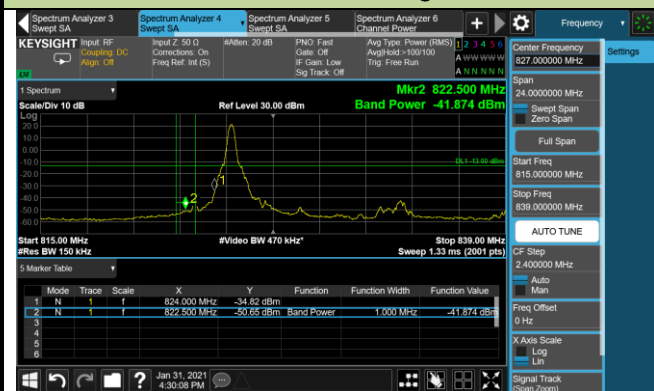 Spectrum Analyzer 3
Swept SA
Spectrum Analyzer 4
Swept SA
Spectrum Analyzer 5
Swept SA
Spectrum Analyzer 6
Channel Power
Frequency
KEYSIGHT
Input: RF
Coupling: DC
Align: Off
Input Z: 50 Ω
Corrections: On
Freq Ref: Int (S)
#Atten: 20 dB
PNO: Fast
Gate: Off
IF Gain: Low
Sig Track: Off
Avg Type: Power (RMS)
Avg|Hold:>100/100
Trig: Free Run
1 2 3 4 5 6
A W W W W W
A N N N N N
LXI
1 Spectrum
Scale/Div 10 dB
Ref Level 30.00 dBm
Mkr2 822.500 MHz
Band Power -41.874 dBm
Log
20.0
10.0
0.00
-10.0
-20.0
-30.0
-40.0
-50.0
-60.0
DL1 -13.00 dBm
2
1
Start 815.00 MHz
#Res BW 150 kHz
#Video BW 470 kHz*
Stop 839.00 MHz
Sweep 1.33 ms (2001 pts)
5 Marker Table
Mode Trace Scale X Y Function Function Width Function Value
1 N 1 f 824.000 MHz -34.82 dBm
2 N 1 f 822.500 MHz -50.65 dBm Band Power 1.000 MHz -41.874 dBm
3
4
5
6
Jan 31, 2021
4:30:08 PM
Center Frequency
827.000000 MHz
Settings
Span
24.0000000 MHz
Swept Span
Zero Span
Full Span
Start Freq
815.000000 MHz
Stop Freq
839.000000 MHz
AUTO TUNE
CF Step
2.400000 MHz
Auto
Man
Freq Offset
0 Hz
X Axis Scale
Log
Lin
Signal Track
(Span Zoom)